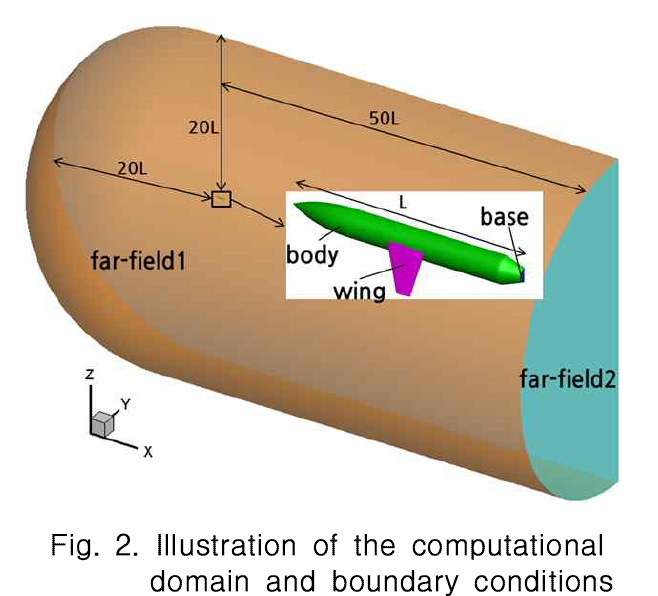 20L
50L
20L
L
base
body
wing
far-field1
far-field2
Z
Y
X
Fig. 2. Illustration of the computational
domain and boundary conditions